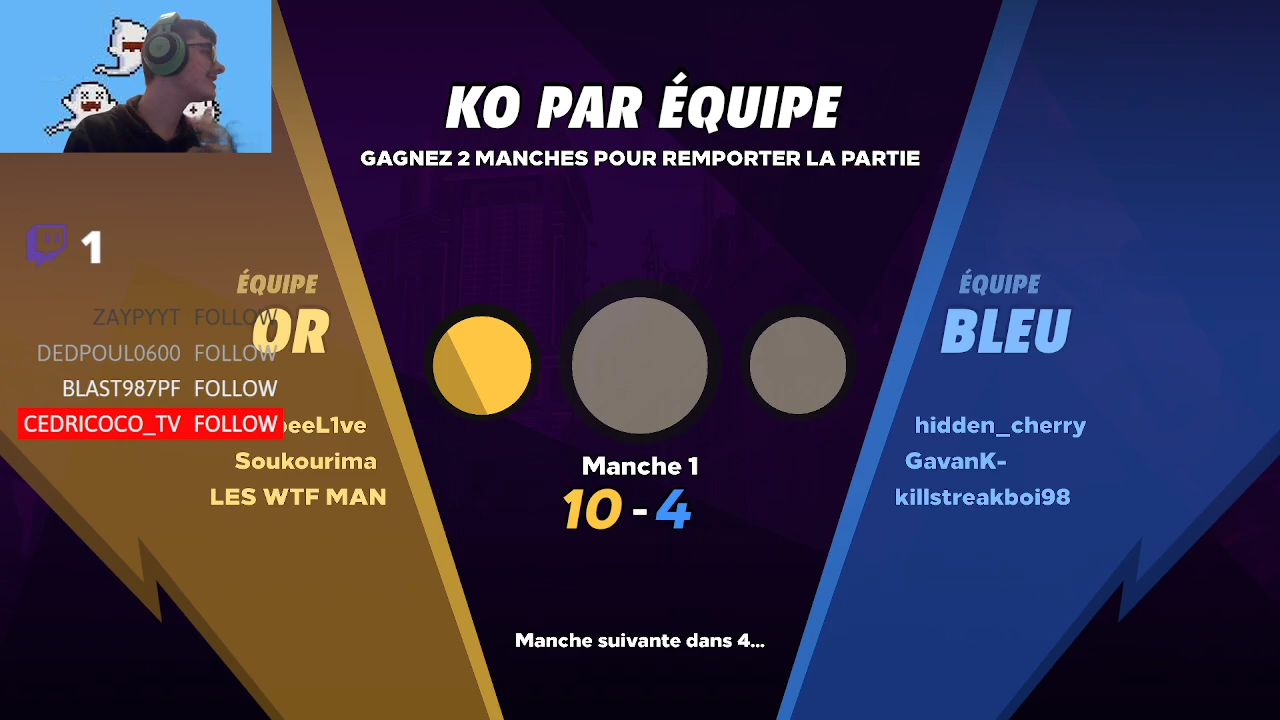 KO PAR ÉQUIPE
GAGNEZ 2 MANCHES POUR REMPORTER LA PARTIE
1
ÉQUIPE
OR
ZAYPYYT FOLLOW
DEDPOUL0600 FOLLOW
BLAST987PF FOLLOW
CEDRICOCO_TV FOLLOW
Soukourima
LES WTF MAN
Manche 1
10 - 4
ÉQUIPE
BLEU
hidden_cherry
GavanK-
killstreakboi98
Manche suivante dans 4...